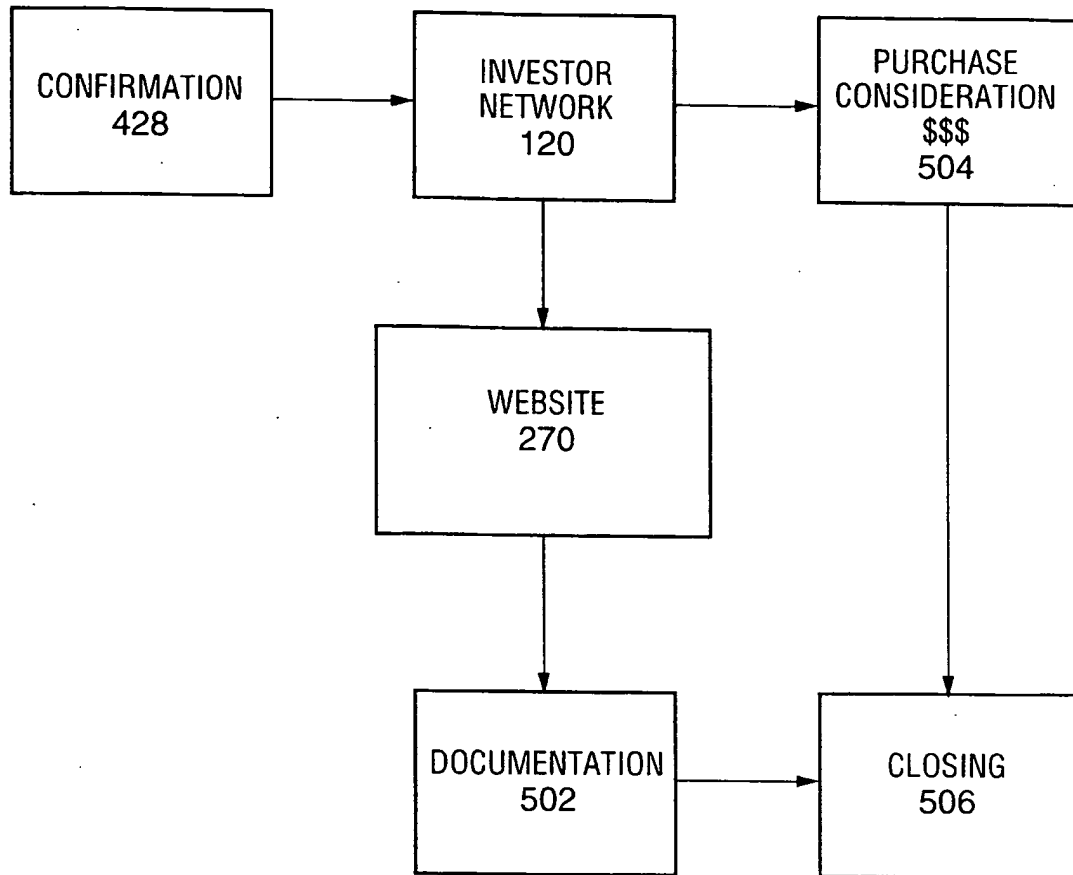 CONFIRMATION
428
INVESTOR
NETWORK
120
PURCHASE
CONSIDERATION
$$$
504
WEBSITE
270
DOCUMENTATION
502
CLOSING
506